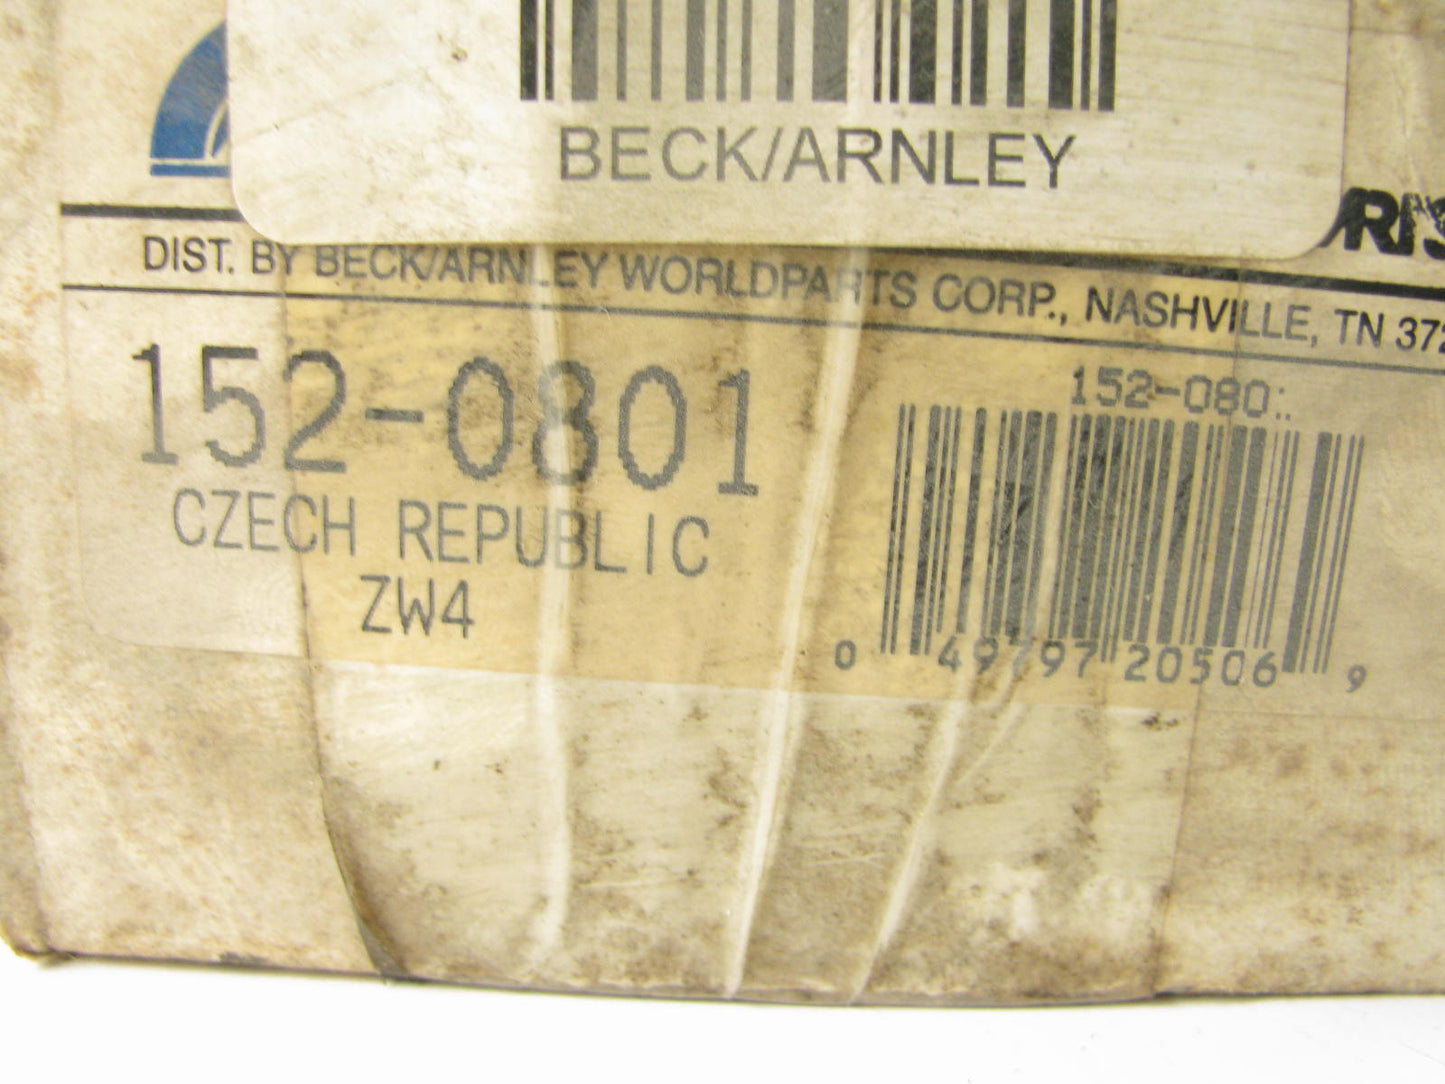 BECK/ARNLEY
DIST. BY BECK/ARNLEY WORLDPARTS CORP., NASHVILLE, TN
152-0801
152-080
CZECH REPUBLIC
ZW4
0 49797 20506 9